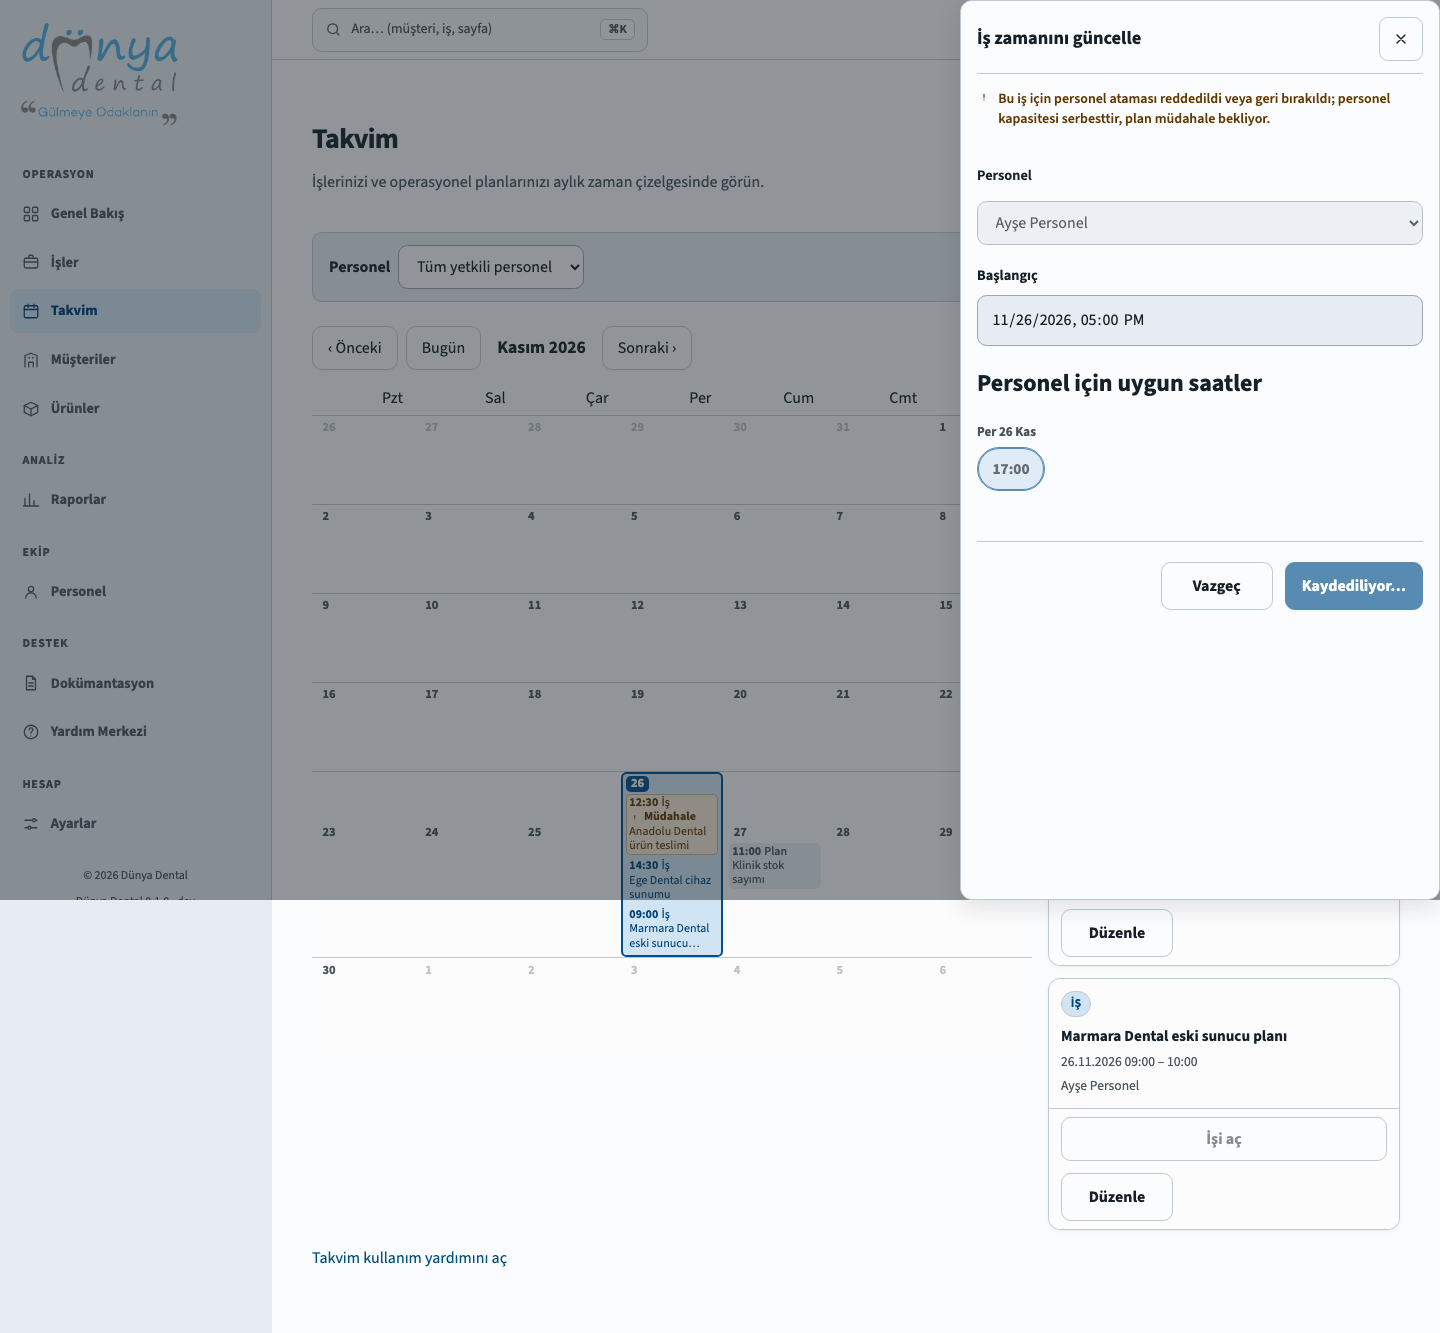 dünya
dental
“Gülmeye Odaklanın”
OPERASYON
Genel Bakış
İşler
Takvim
Müşteriler
Ürünler
ANALİZ
Raporlar
EKİP
Personel
DESTEK
Dokümantasyon
Yardım Merkezi
HESAP
Ayarlar
© 2026 Dünya Dental
Ara… (müşteri, iş, sayfa) ⌘K
Takvim
İşlerinizi ve operasyonel planlarınızı aylık zaman çizelgesinde görün.
Personel Tüm yetkili personel
‹ Önceki Bugün Kasım 2026 Sonraki ›
Pzt Sal Çar Per Cum Cmt
26 27 28 29 30 31 1
2 3 4 5 6 7 8
9 10 11 12 13 14 15
16 17 18 19 20 21 22
23 24 25 26 27 28 29
12:30 İş
! Müdahale
Anadolu Dental
ürün teslimi
14:30 İş
Ege Dental cihaz
sunumu
09:00 İş
Marmara Dental
eski sunucu…
11:00 Plan
Klinik stok
sayımı
30 1 2 3 4 5 6
Takvim kullanım yardımını aç
İş zamanını güncelle
! Bu iş için personel ataması reddedildi veya geri bırakıldı; personel
kapasitesi serbesttir, plan müdahale bekliyor.
Personel
Ayşe Personel
Başlangıç
11/26/2026, 05:00 PM
Personel için uygun saatler
Per 26 Kas
17:00
Vazgeç Kaydediliyor…
Düzenle
İŞ
Marmara Dental eski sunucu planı
26.11.2026 09:00 – 10:00
Ayşe Personel
İşi aç
Düzenle